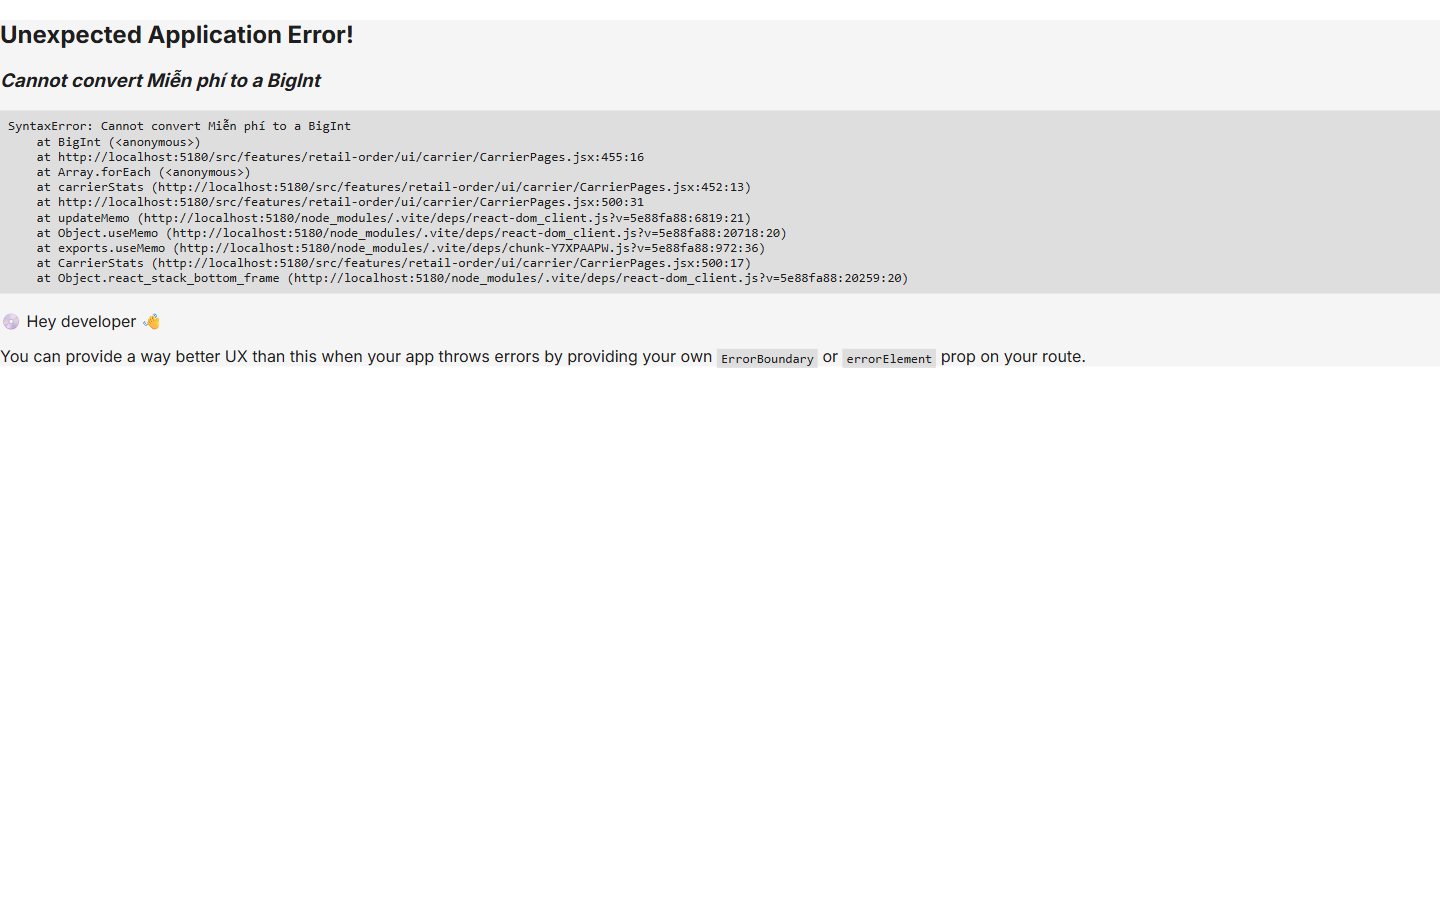 Unexpected Application Error!
Cannot convert Miễn phí to a BigInt
SyntaxError: Cannot convert Miễn phí to a BigInt
    at BigInt (<anonymous>)
    at http://localhost:5180/src/features/retail-order/ui/carrier/CarrierPages.jsx:455:16
    at Array.forEach (<anonymous>)
    at carrierStats (http://localhost:5180/src/features/retail-order/ui/carrier/CarrierPages.jsx:452:13)
    at http://localhost:5180/src/features/retail-order/ui/carrier/CarrierPages.jsx:500:31
    at updateMemo (http://localhost:5180/node_modules/.vite/deps/react-dom_client.js?v=5e88fa88:6819:21)
    at Object.useMemo (http://localhost:5180/node_modules/.vite/deps/react-dom_client.js?v=5e88fa88:20718:20)
    at exports.useMemo (http://localhost:5180/node_modules/.vite/deps/chunk-Y7XPAAPW.js?v=5e88fa88:972:36)
    at CarrierStats (http://localhost:5180/src/features/retail-order/ui/carrier/CarrierPages.jsx:500:17)
    at Object.react_stack_bottom_frame (http://localhost:5180/node_modules/.vite/deps/react-dom_client.js?v=5e88fa88:20259:20)
💿 Hey developer 👋
You can provide a way better UX than this when your app throws errors by providing your own ErrorBoundary or errorElement prop on your route.